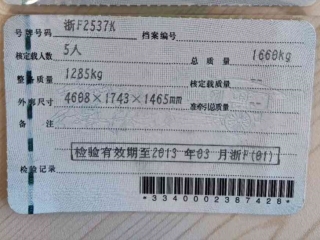 号牌号码 浙F2537K 档案编号
核定载人数 5人 总质量 1660kg
整备质量 1285kg 核定载质量
外廓尺寸 4608×1743×1465mm 准牵引总质量
备注
检验有效期至2013年03月浙F(01)
检验记录
*3340002387428*